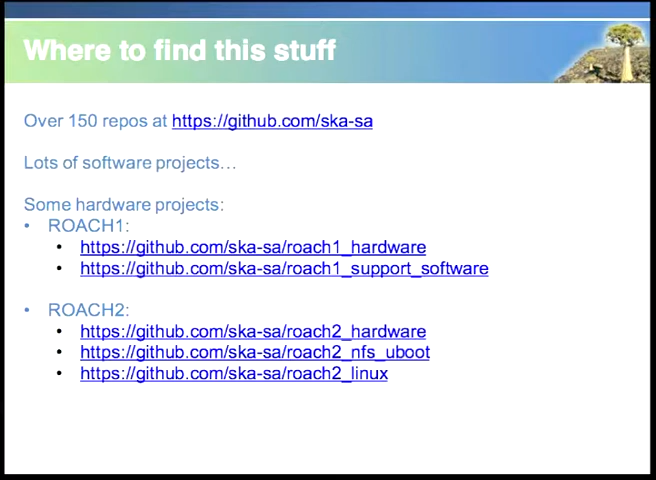 Where to find this stuff
Over 150 repos at https://github.com/ska-sa
Lots of software projects…
Some hardware projects:
• ROACH1:
• https://github.com/ska-sa/roach1_hardware
• https://github.com/ska-sa/roach1_support_software
• ROACH2:
• https://github.com/ska-sa/roach2_hardware
• https://github.com/ska-sa/roach2_nfs_uboot
• https://github.com/ska-sa/roach2_linux